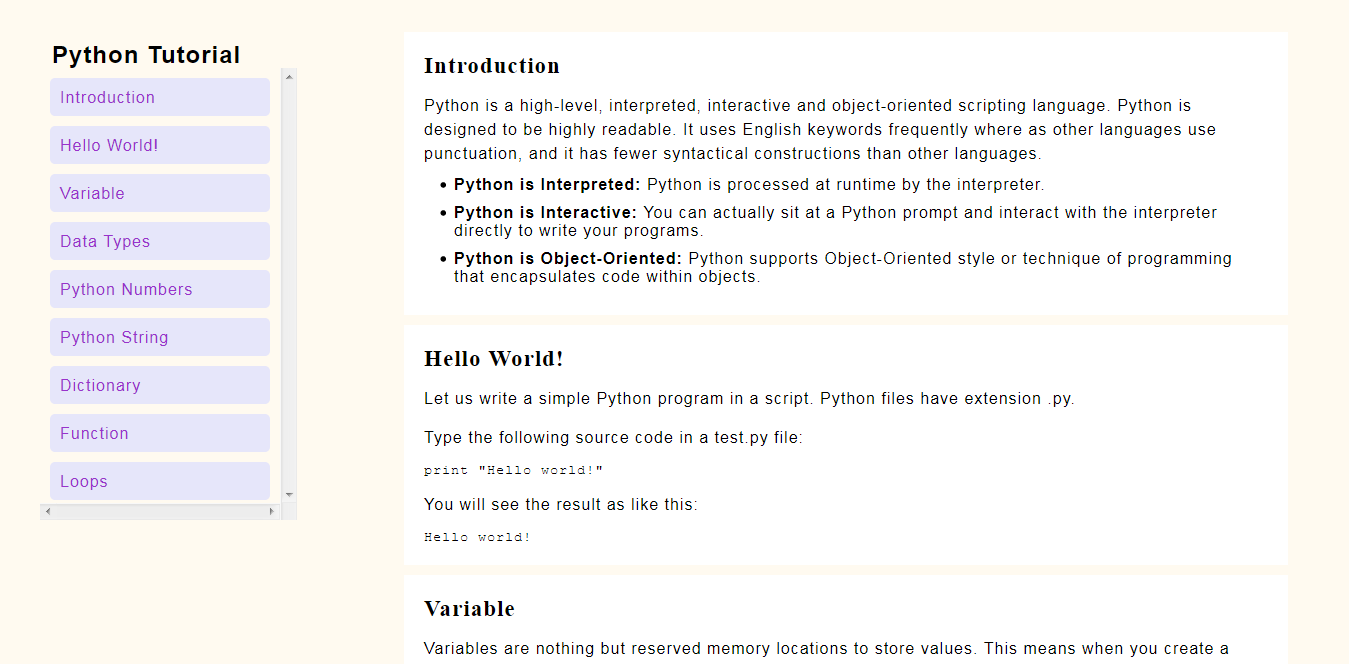 Python Tutorial
Introduction
Hello World!
Variable
Data Types
Python Numbers
Python String
Dictionary
Function
Loops
Introduction
Python is a high-level, interpreted, interactive and object-oriented scripting language. Python is
designed to be highly readable. It uses English keywords frequently where as other languages use
punctuation, and it has fewer syntactical constructions than other languages.
• Python is Interpreted: Python is processed at runtime by the interpreter.
• Python is Interactive: You can actually sit at a Python prompt and interact with the interpreter
directly to write your programs.
• Python is Object-Oriented: Python supports Object-Oriented style or technique of programming
that encapsulates code within objects.
Hello World!
Let us write a simple Python program in a script. Python files have extension .py.
Type the following source code in a test.py file:
print "Hello world!"
You will see the result as like this:
Hello world!
Variable
Variables are nothing but reserved memory locations to store values. This means when you create a